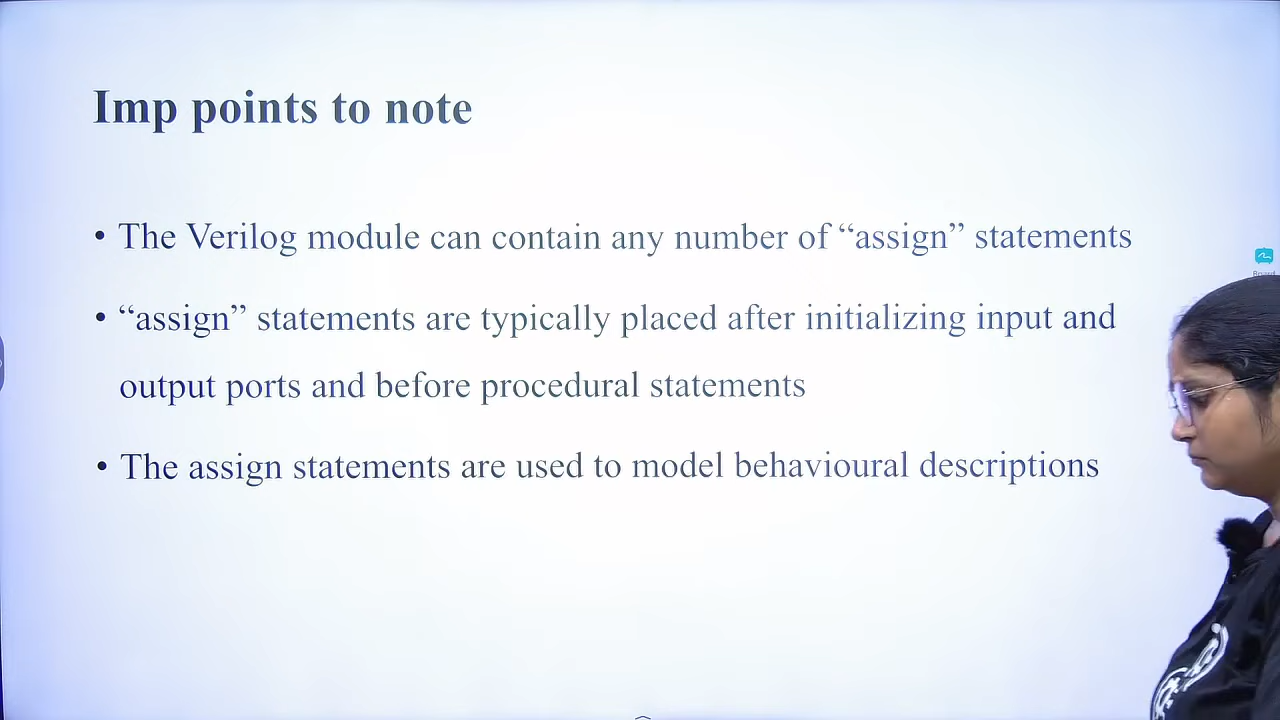 Imp points to note
• The Verilog module can contain any number of “assign” statements
• “assign” statements are typically placed after initializing input and
output ports and before procedural statements
• The assign statements are used to model behavioural descriptions